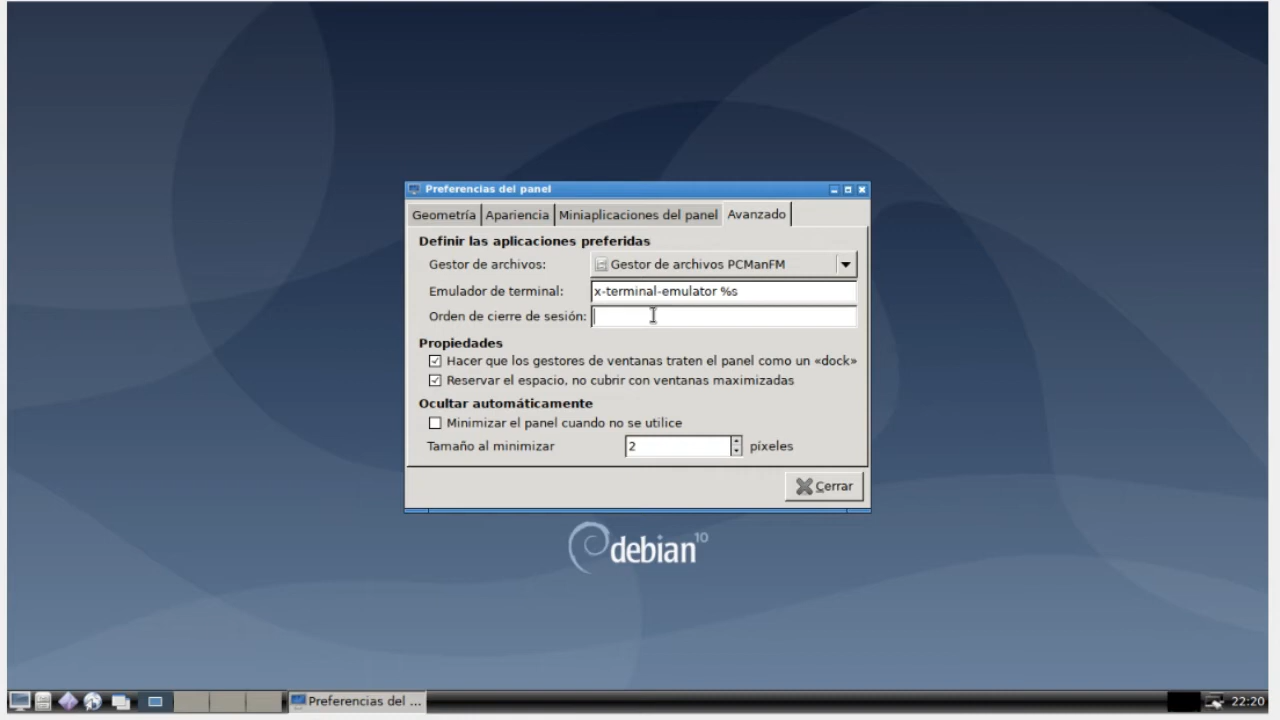 Preferencias del panel
Geometría Apariencia Miniaplicaciones del panel Avanzado
Definir las aplicaciones preferidas
Gestor de archivos: Gestor de archivos PCManFM
Emulador de terminal: x-terminal-emulator %s
Orden de cierre de sesión:
Propiedades
Hacer que los gestores de ventanas traten el panel como un «dock»
Reservar el espacio, no cubrir con ventanas maximizadas
Ocultar automáticamente
Minimizar el panel cuando no se utilice
Tamaño al minimizar 2 píxeles
Cerrar
debian 10
Preferencias del ... 22:20